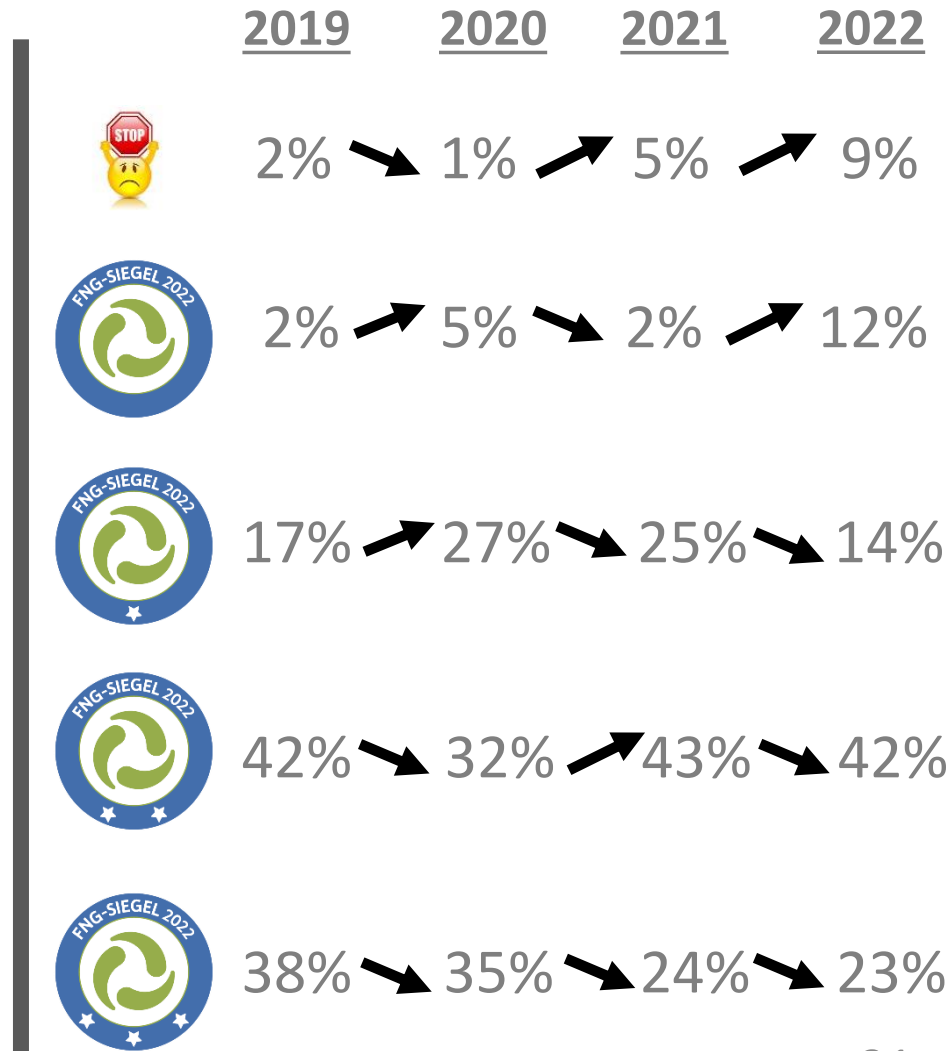 2019 2020 2021 2022
STOP
2% 1% 5% 9%
FNG-SIEGEL 2022
2% 5% 2% 12%
FNG-SIEGEL 2022
17% 27% 25% 14%
FNG-SIEGEL 2022
42% 32% 43% 42%
FNG-SIEGEL 2022
38% 35% 24% 23%